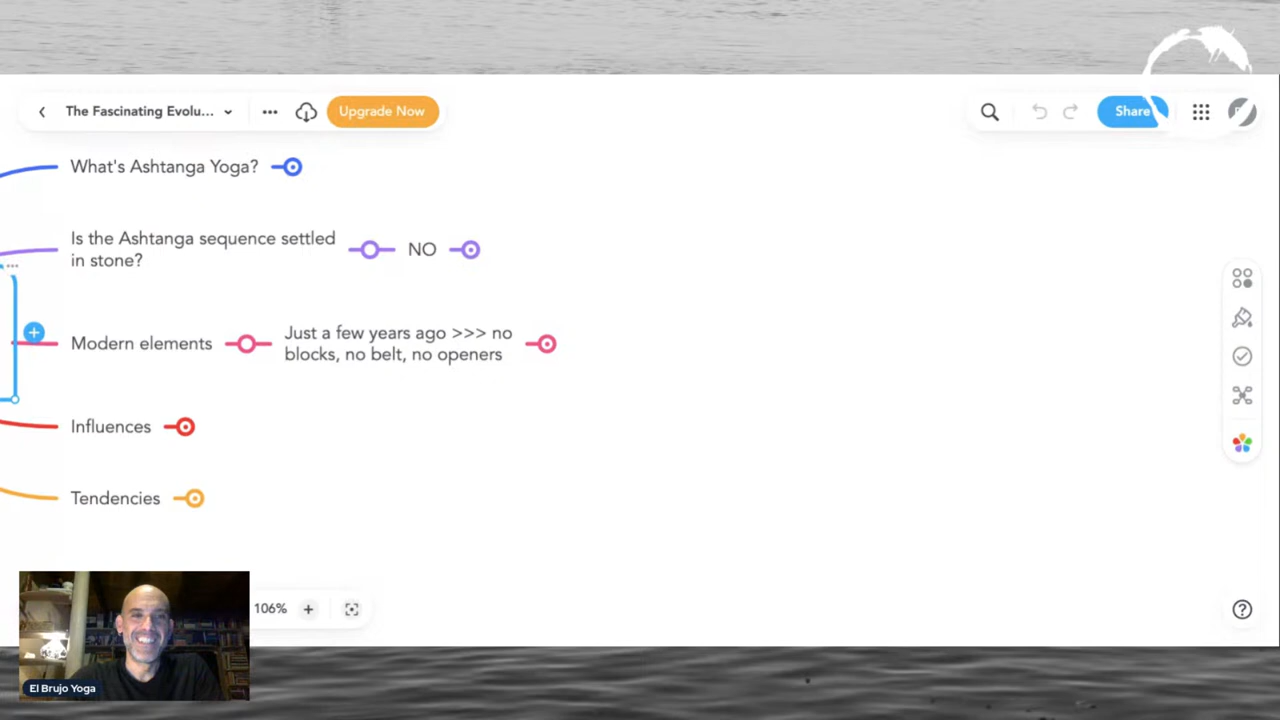 The Fascinating Evolu...
Upgrade Now
Share
What's Ashtanga Yoga?
Is the Ashtanga sequence settled
in stone?
NO
Modern elements
Just a few years ago >>> no
blocks, no belt, no openers
Influences
Tendencies
106%
El Brujo Yoga